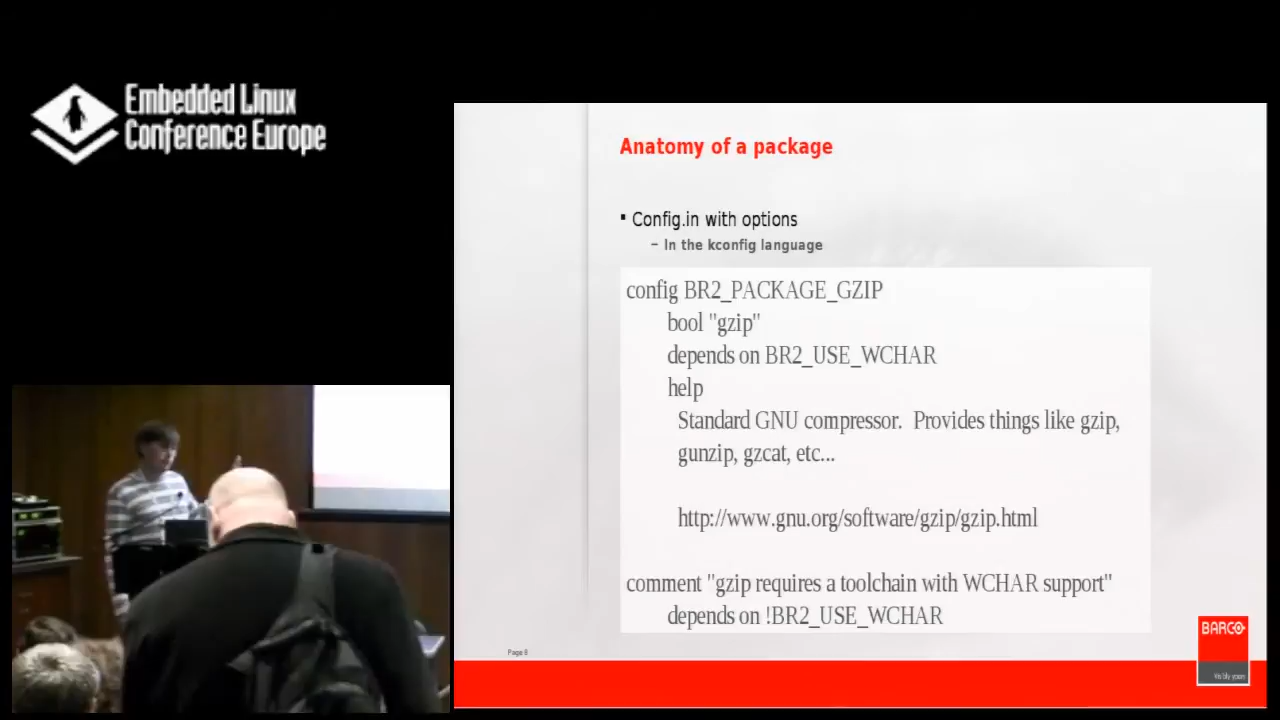 Embedded Linux
Conference Europe
Anatomy of a package
▪ Config.in with options
– In the kconfig language
config BR2_PACKAGE_GZIP
bool "gzip"
depends on BR2_USE_WCHAR
help
Standard GNU compressor.  Provides things like gzip,
gunzip, gzcat, etc...
http://www.gnu.org/software/gzip/gzip.html
comment "gzip requires a toolchain with WCHAR support"
depends on !BR2_USE_WCHAR
Page 8
BARCO
Visibly yours